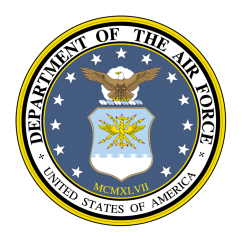 DEPARTMENT OF THE AIR FORCE
MCMXLVII
UNITED STATES OF AMERICA